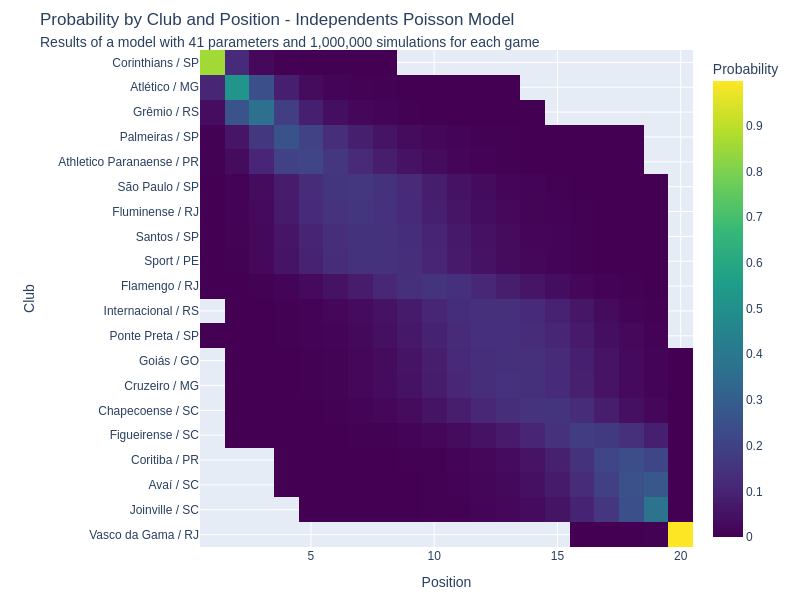 Probability by Club and Position - Independents Poisson Model
Results of a model with 41 parameters and 1,000,000 simulations for each game
Probability
Corinthians / SP
Atlético / MG
Grêmio / RS
Palmeiras / SP
Athletico Paranaense / PR
São Paulo / SP
Fluminense / RJ
Santos / SP
Sport / PE
Flamengo / RJ
Internacional / RS
Ponte Preta / SP
Goiás / GO
Cruzeiro / MG
Chapecoense / SC
Figueirense / SC
Coritiba / PR
Avaí / SC
Joinville / SC
Vasco da Gama / RJ
Club
5
10
15
20
Position
0.9
0.8
0.7
0.6
0.5
0.4
0.3
0.2
0.1
0